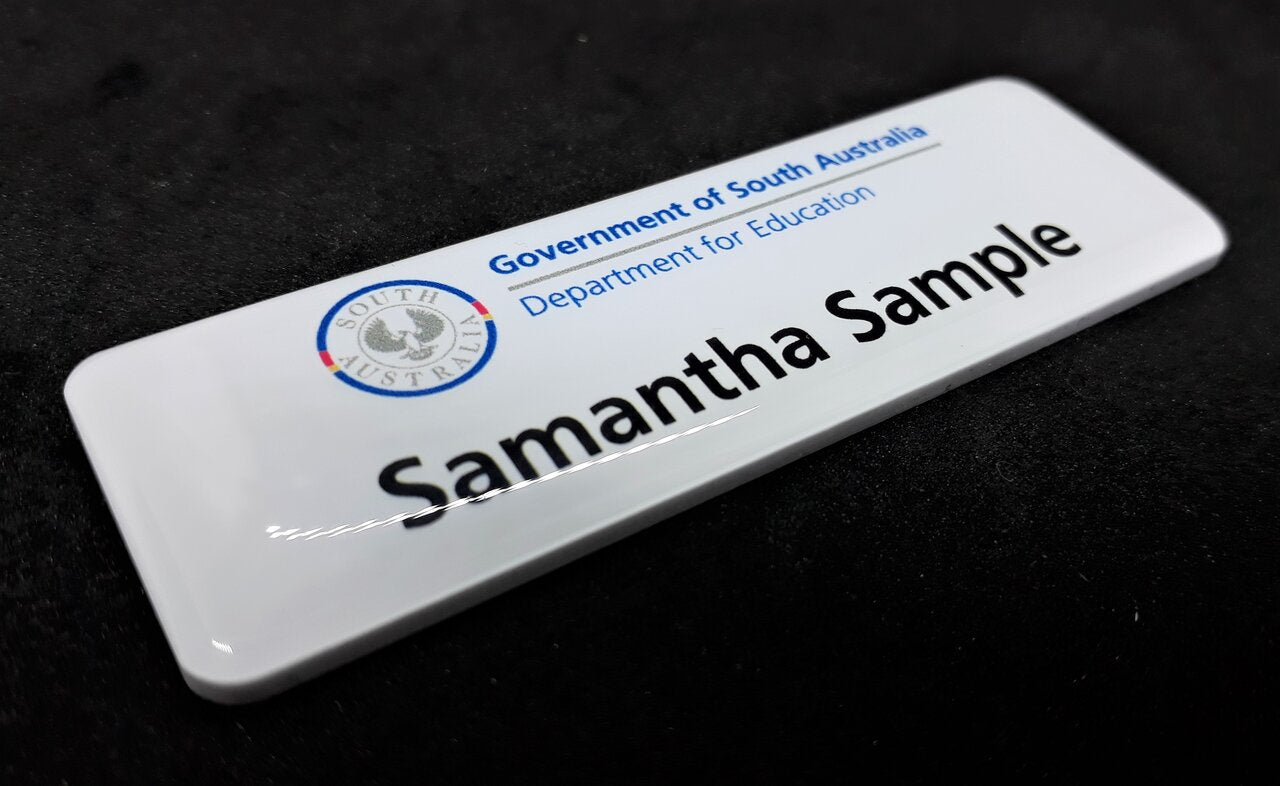 Government of South Australia
Department for Education
SOUTH
AUSTRALIA
Samantha Sample